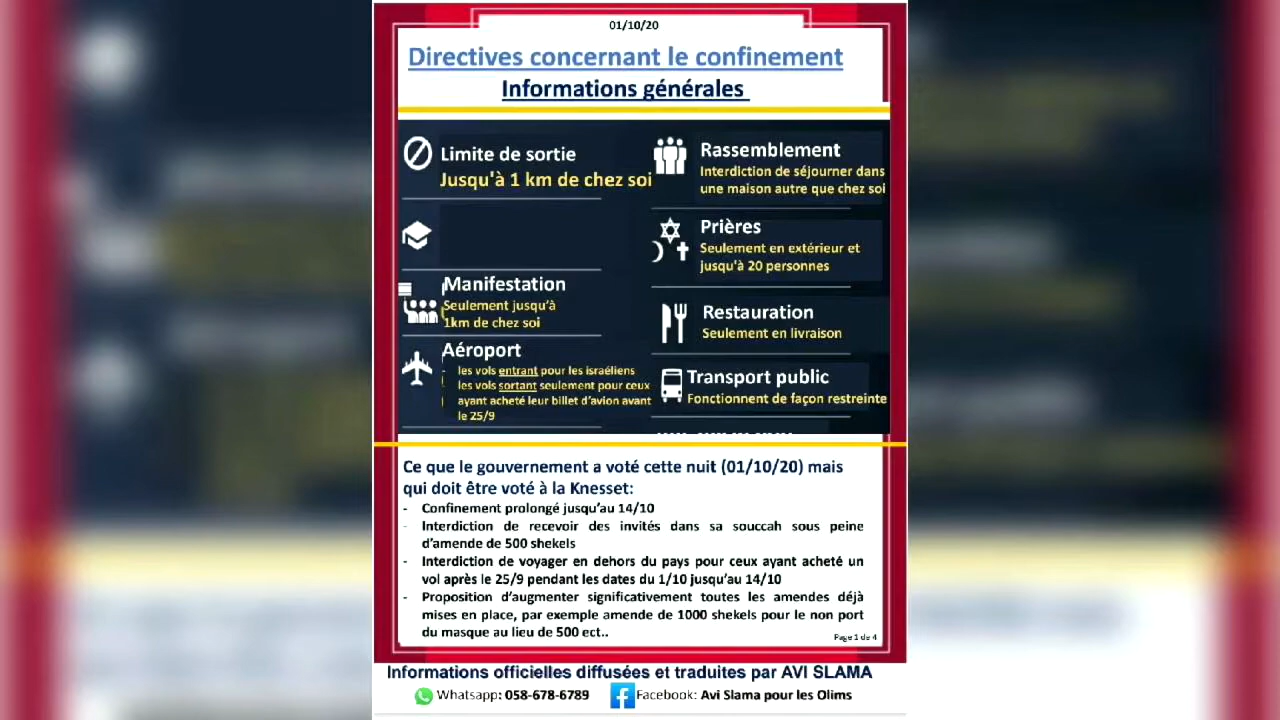 01/10/20
Directives concernant le confinement
Informations générales
Limite de sortie
Jusqu'à 1 km de chez soi
Manifestation
Seulement jusqu'à
1km de chez soi
Aéroport
- les vols entrant pour les israéliens
les vols sortant seulement pour ceux
ayant acheté leur billet d'avion avant
le 25/9
Rassemblement
Interdiction de séjourner dans
une maison autre que chez soi
Prières
Seulement en extérieur et
jusqu'à 20 personnes
Restauration
Seulement en livraison
Transport public
Fonctionnent de façon restreinte
Ce que le gouvernement a voté cette nuit (01/10/20) mais
qui doit être voté à la Knesset:
- Confinement prolongé jusqu'au 14/10
- Interdiction de recevoir des invités dans sa souccah sous peine
d'amende de 500 shekels
- Interdiction de voyager en dehors du pays pour ceux ayant acheté un
vol après le 25/9 pendant les dates du 1/10 jusqu'au 14/10
- Proposition d'augmenter significativement toutes les amendes déjà
mises en place, par exemple amende de 1000 shekels pour le non port
du masque au lieu de 500 ect..
Page 1 de 4
Informations officielles diffusées et traduites par AVI SLAMA
Whatsapp: 058-678-6789 Facebook: Avi Slama pour les Olims